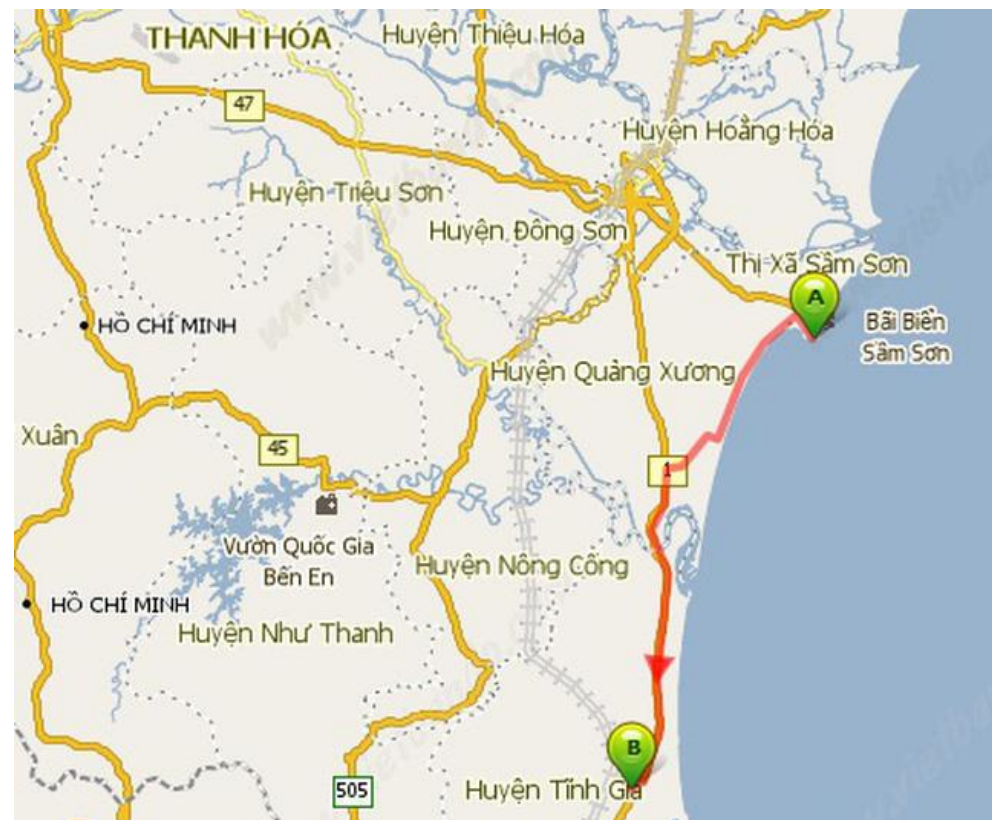 THANH HÓA
Huyện Thiệu Hóa
47
Huyện Hoằng Hóa
Huyện Triệu Sơn
Huyện Đông Sơn
Thị Xã Sầm Sơn
A
HỒ CHÍ MINH
Bãi Biển
Sầm Sơn
Huyện Quảng Xương
Xuân
45
1
Vườn Quốc Gia
Bến En
Huyện Nông Cống
HỒ CHÍ MINH
Huyện Như Thanh
B
505
Huyện Tĩnh Gia